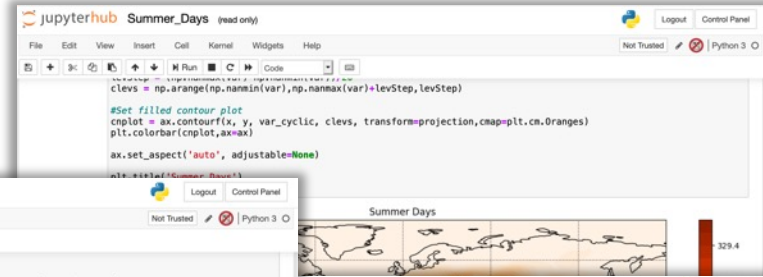 jupyterhub Summer_Days (read only)
Logout Control Panel
File Edit View Insert Cell Kernel Widgets Help
Not Trusted Python 3
Run Code
clevs = np.arange(np.nanmin(var),np.nanmax(var)+levStep,levStep)
#Set filled contour plot
cnplot = ax.contourf(x, y, var_cyclic, clevs, transform=projection,cmap=plt.cm.Oranges)
plt.colorbar(cnplot,ax=ax)
ax.set_aspect('auto', adjustable=None)
plt.title('Summer Days')
Logout Control Panel
Not Trusted Python 3
Summer Days
329.4